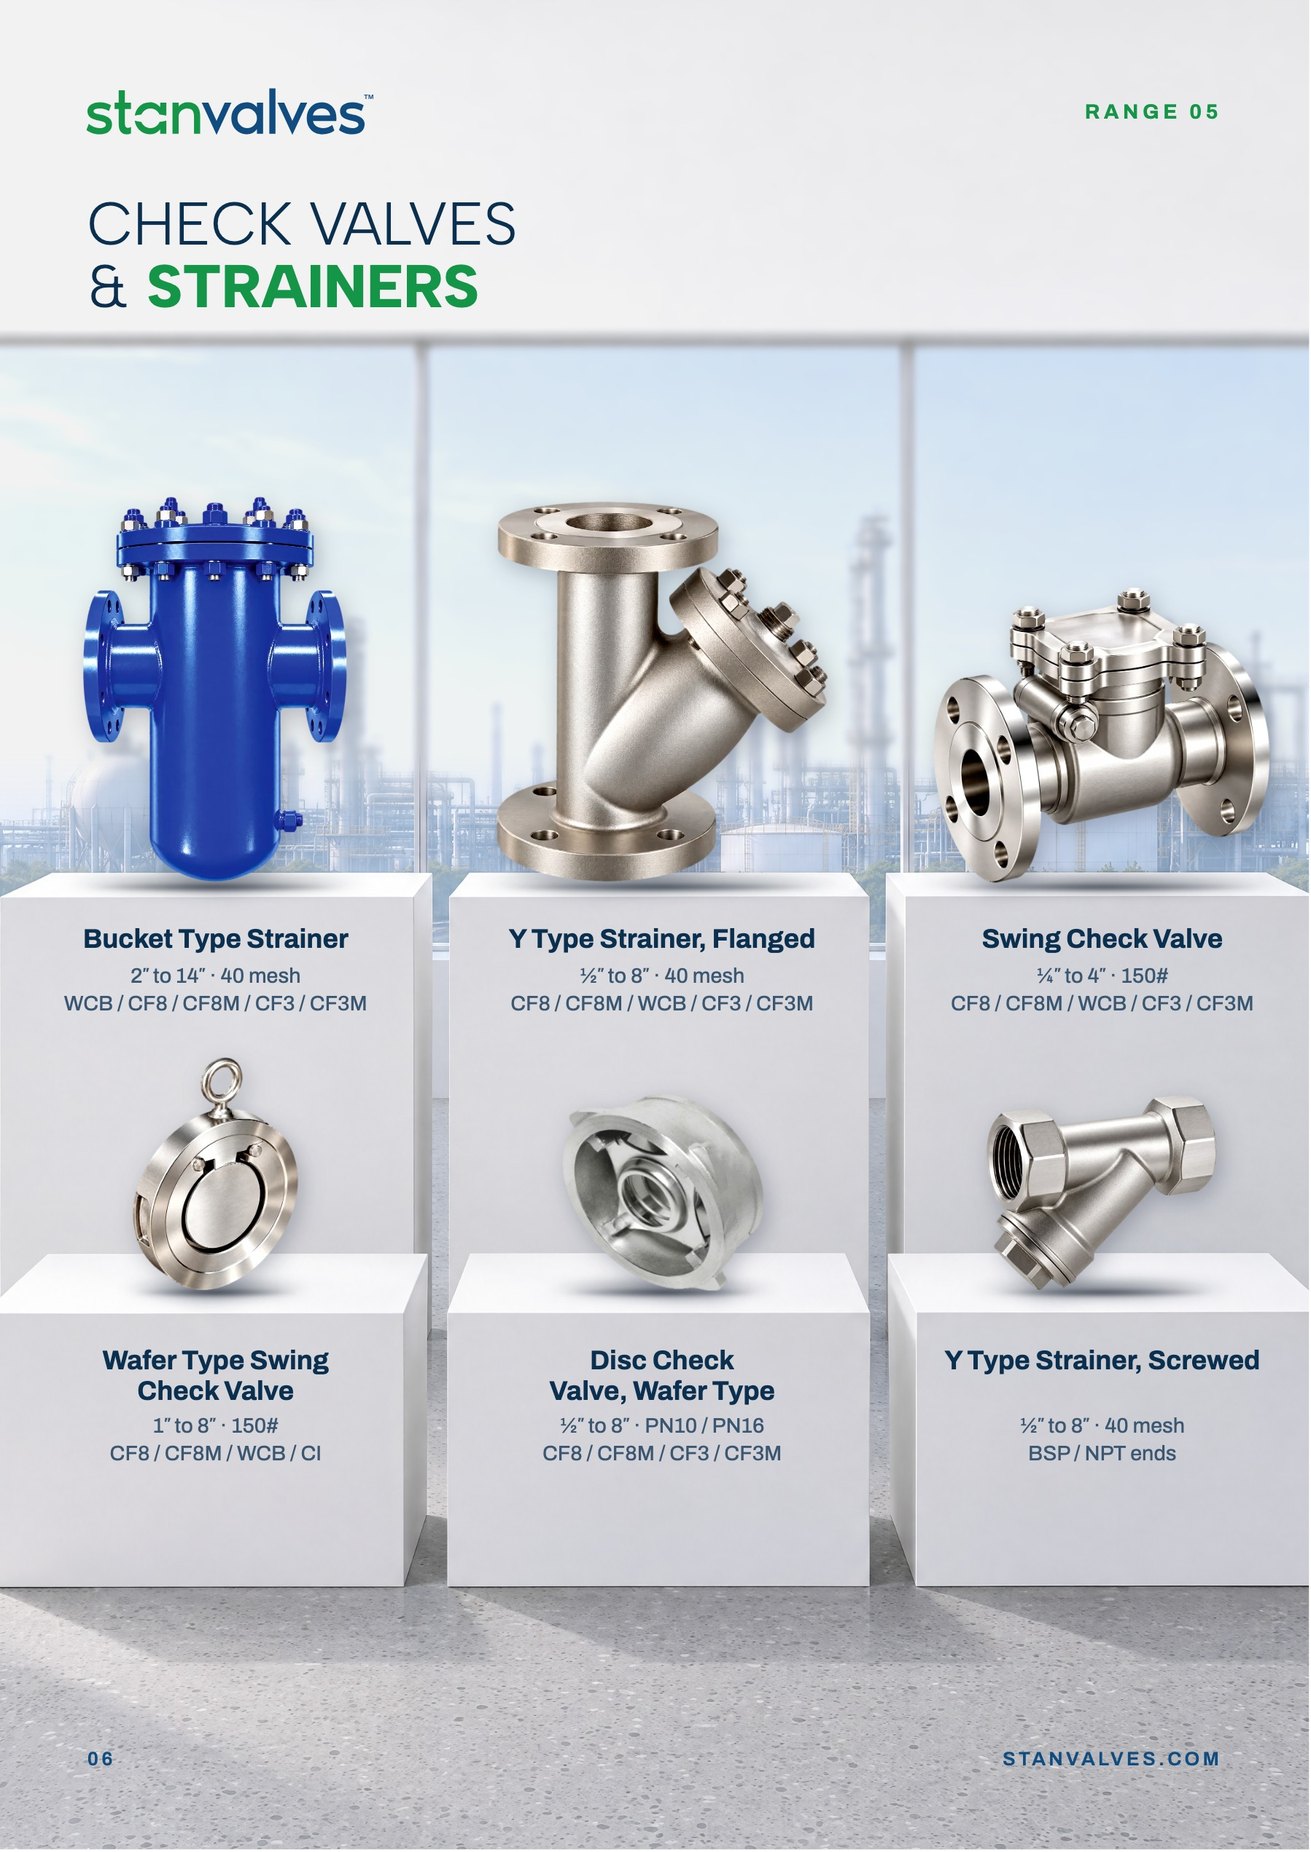 stanvalves™
RANGE 05
CHECK VALVES
& STRAINERS
Bucket Type Strainer
2″ to 14″ · 40 mesh
WCB / CF8 / CF8M / CF3 / CF3M
Y Type Strainer, Flanged
½″ to 8″ · 40 mesh
CF8 / CF8M / WCB / CF3 / CF3M
Swing Check Valve
¼″ to 4″ · 150#
CF8 / CF8M / WCB / CF3 / CF3M
Wafer Type Swing
Check Valve
1″ to 8″ · 150#
CF8 / CF8M / WCB / CI
Disc Check
Valve, Wafer Type
½″ to 8″ · PN10 / PN16
CF8 / CF8M / CF3 / CF3M
Y Type Strainer, Screwed
½″ to 8″ · 40 mesh
BSP / NPT ends
06
STANVALVES.COM